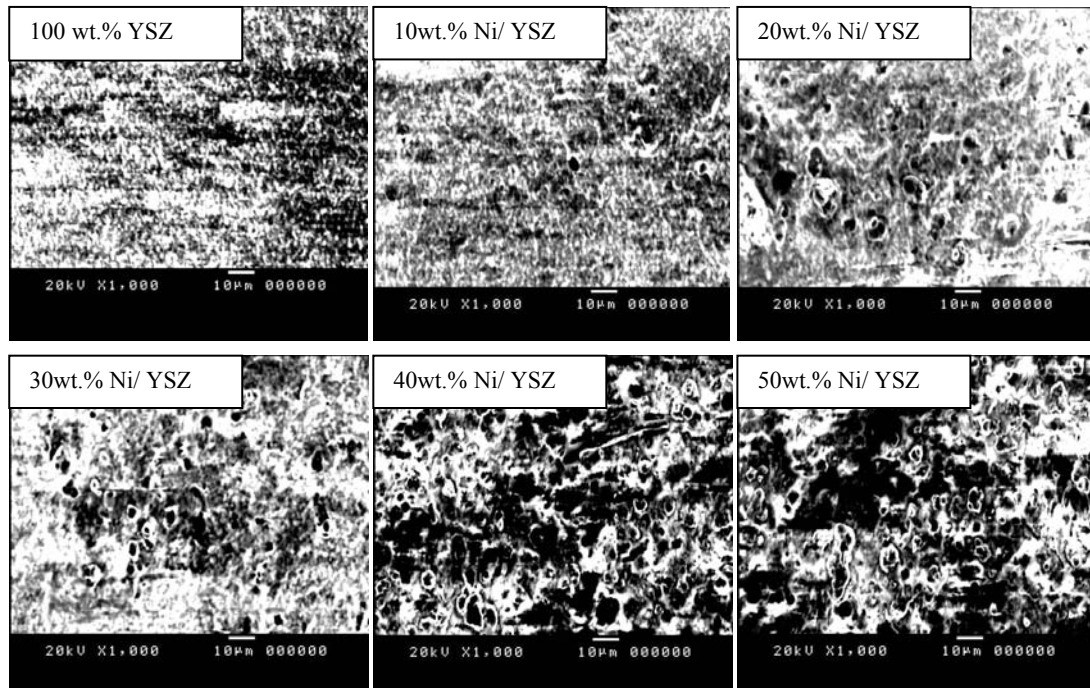 100 wt.% YSZ
10wt.% Ni/ YSZ
20wt.% Ni/ YSZ
20kV X1,000 10μm 000000
20kV X1,000 10μm 000000
20kV X1,000 10μm 000000
30wt.% Ni/ YSZ
40wt.% Ni/ YSZ
50wt.% Ni/ YSZ
20kV X1,000 10μm 000000
20kV X1,000 10μm 000000
20kV X1,000 10μm 000000